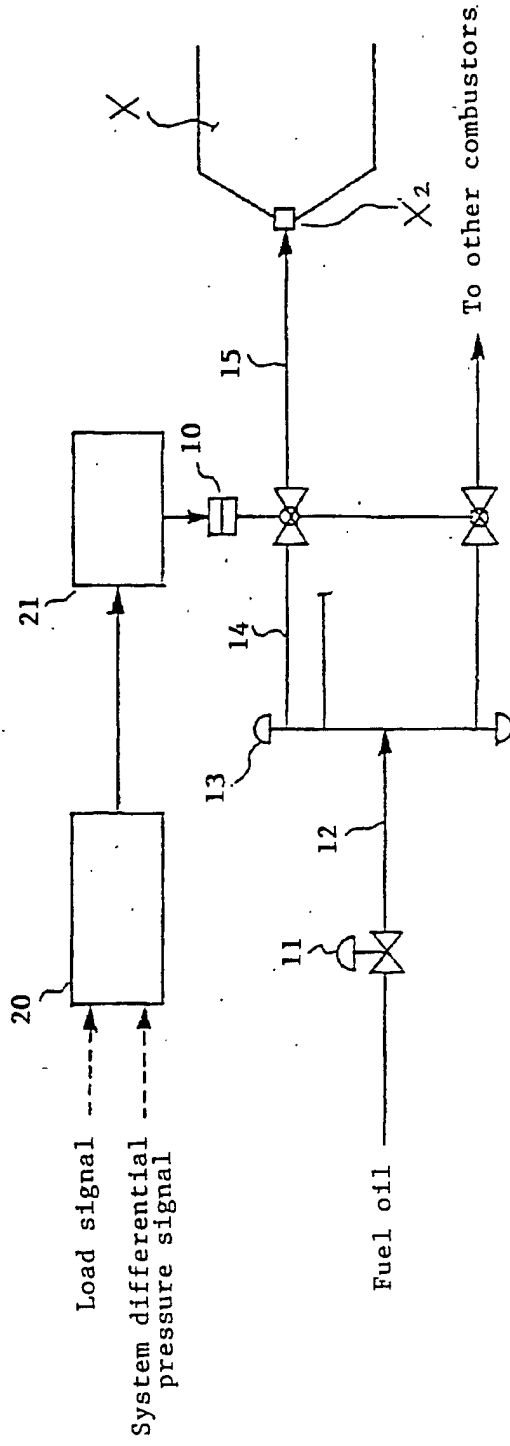 Load signal
System differential
pressure signal
20
21
10
Fuel oil
11
12
13
14
15
X
X2
To other combustors